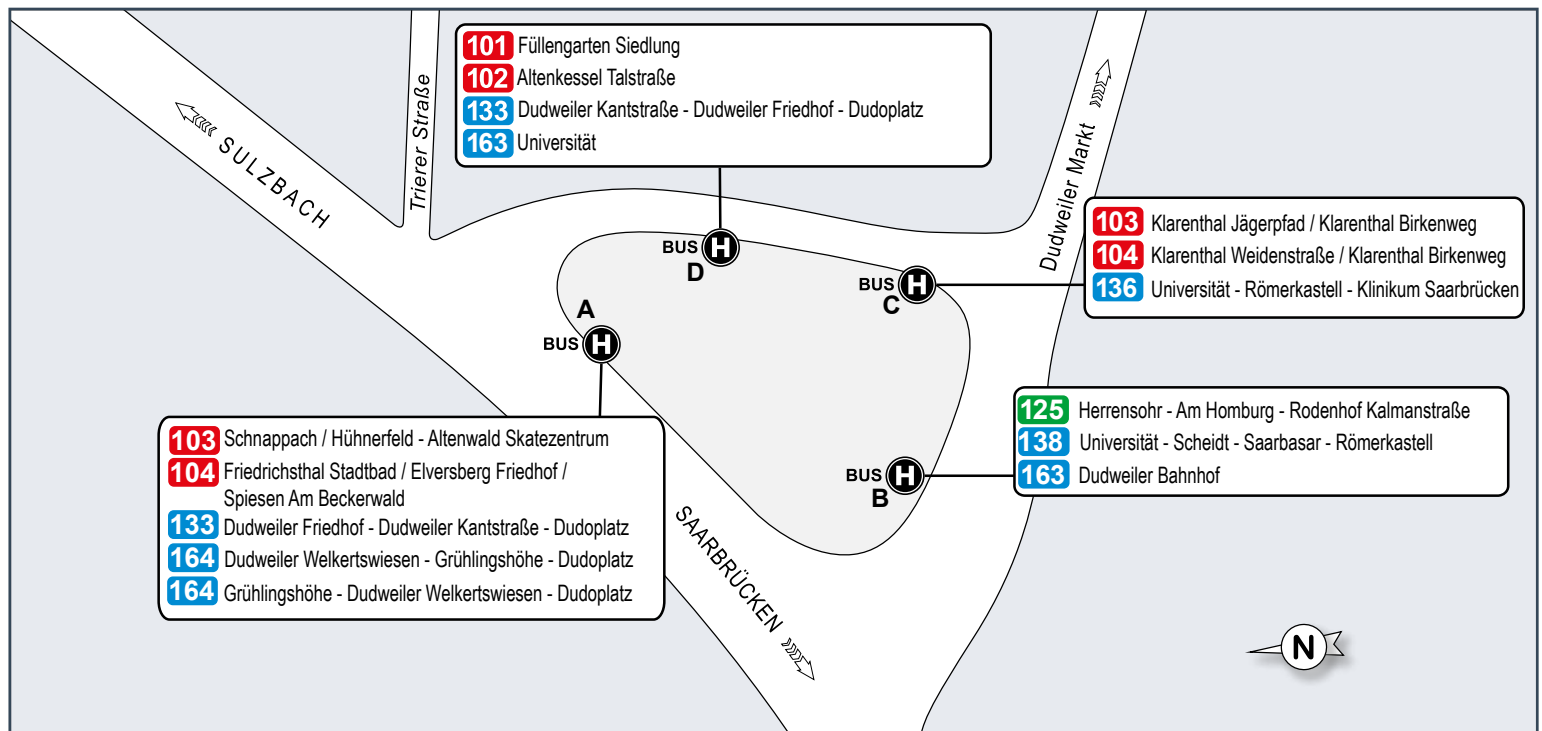 101 Füllengarten Siedlung
102 Altenkessel Talstraße
133 Dudweiler Kantstraße - Dudweiler Friedhof - Dudoplatz
163 Universität
Trierer Straße
SULZBACH
Dudweiler Markt
BUS H
D
103 Klarenthal Jägerpfad / Klarenthal Birkenweg
104 Klarenthal Weidenstraße / Klarenthal Birkenweg
136 Universität - Römerkastell - Klinikum Saarbrücken
BUS H
C
A
BUS H
125 Herrensohr - Am Homburg - Rodenhof Kalmanstraße
138 Universität - Scheidt - Saarbasar - Römerkastell
163 Dudweiler Bahnhof
BUS H
B
103 Schnappach / Hühnerfeld - Altenwald Skatezentrum
104 Friedrichsthal Stadtbad / Elversberg Friedhof /
Spiesen Am Beckerwald
133 Dudweiler Friedhof - Dudweiler Kantstraße - Dudoplatz
164 Dudweiler Welkertswiesen - Grühlingshöhe - Dudoplatz
164 Grühlingshöhe - Dudweiler Welkertswiesen - Dudoplatz
SAARBRÜCKEN
N